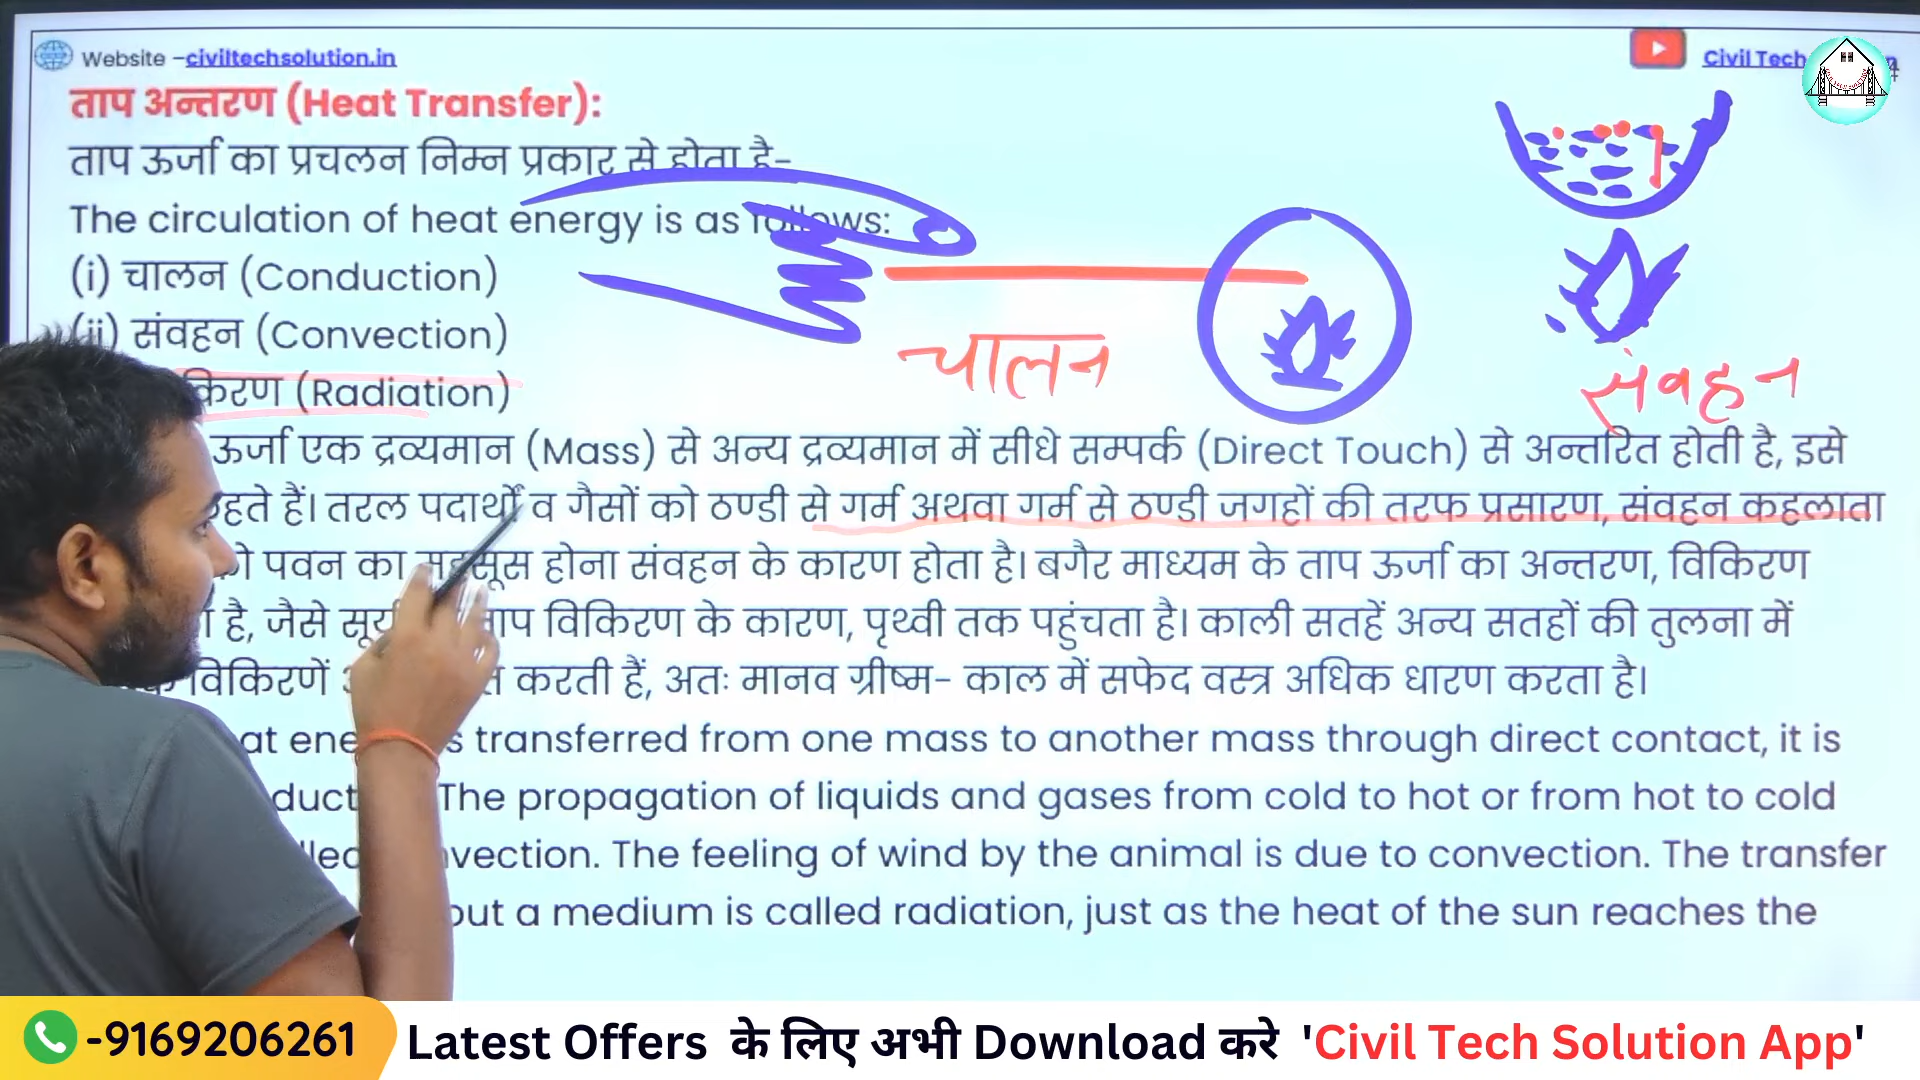 Website –civiltechsolution.in
Civil Tech
ताप अन्तरण (Heat Transfer):
ताप ऊर्जा का प्रचलन निम्न प्रकार से होता है-
The circulation of heat energy is as follows:
(i) चालन (Conduction)
(ii) संवहन (Convection)
चालन
संवहन
(Radiation)
ऊर्जा एक द्रव्यमान (Mass) से अन्य द्रव्यमान में सीधे सम्पर्क (Direct Touch) से अन्तरित होती है, इसे
हैं। तरल पदार्थों व गैसों को ठण्डी से गर्म अथवा गर्म से ठण्डी जगहों की तरफ प्रसारण, संवहन कहलाता
पवन का महसूस होना संवहन के कारण होता है। बगैर माध्यम के ताप ऊर्जा का अन्तरण, विकिरण
है, जैसे विकिरण के कारण, पृथ्वी तक पहुंचता है। काली सतहें अन्य सतहों की तुलना में
विकिरणें करती हैं, अतः मानव ग्रीष्म- काल में सफेद वस्त्र अधिक धारण करता है।
transferred from one mass to another mass through direct contact, it is
The propagation of liquids and gases from cold to hot or from hot to cold
The feeling of wind by the animal is due to convection. The transfer
a medium is called radiation, just as the heat of the sun reaches the
-9169206261 Latest Offers के लिए अभी Download करे 'Civil Tech Solution App'